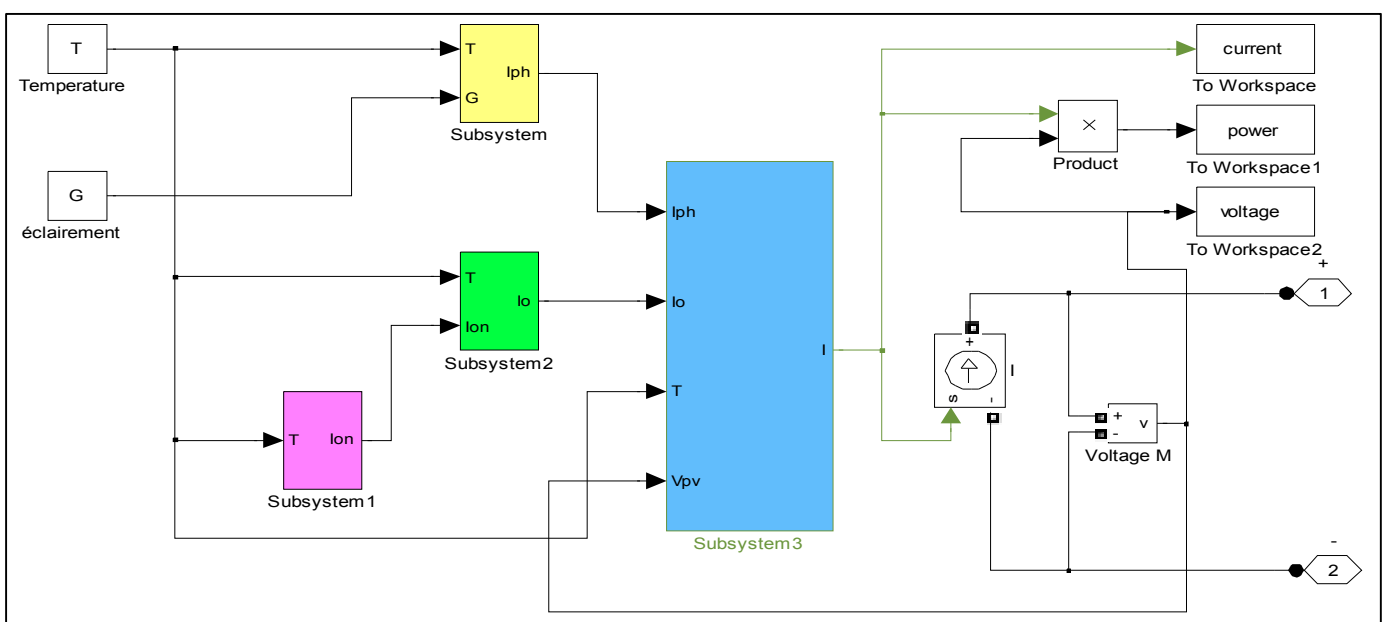 T
Temperature
G
éclairement
T
G
Iph
Subsystem
T
Ion
Io
Subsystem2
T
Ion
Subsystem1
Iph
Io
T
Vpv
I
Subsystem3
current
To Workspace
×
Product
power
To Workspace1
voltage
To Workspace2
+
1
+
s
-
I
+
-
v
Voltage M
-
2